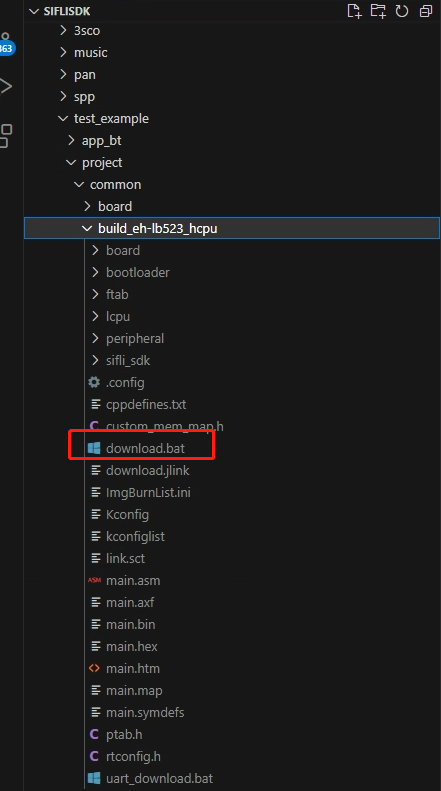 SIFLISDK
3sco
363
music
pan
spp
test_example
app_bt
project
common
board
build_eh-lb523_hcpu
board
bootloader
ftab
lcpu
peripheral
sifli_sdk
.config
cppdefines.txt
custom_mem_map.h
download.bat
download.jlink
ImgBurnList.ini
Kconfig
kconfiglist
link.sct
ASM main.asm
main.axf
main.bin
main.hex
main.htm
main.map
main.symdefs
C ptab.h
C rtconfig.h
uart_download.bat